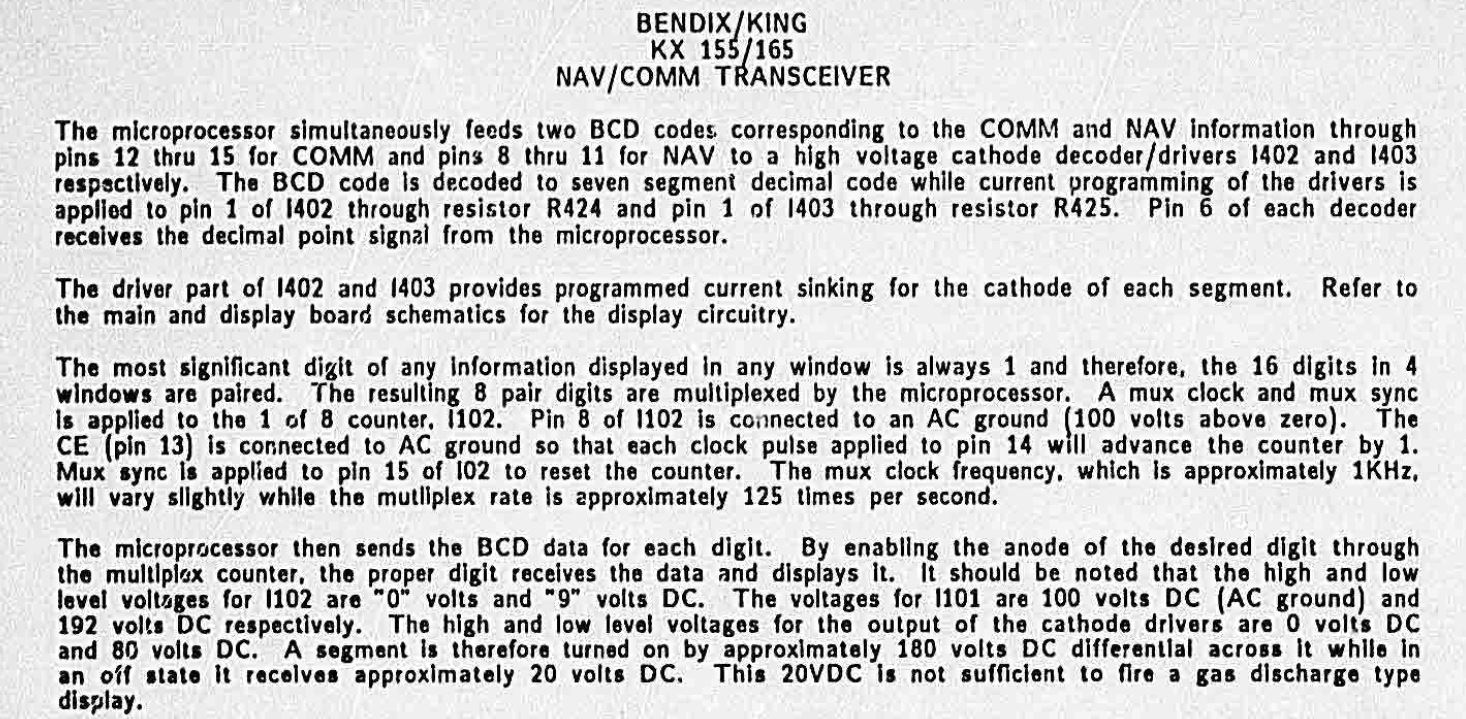 BENDIX/KING
KX 155/165
NAV/COMM TRANSCEIVER
The microprocessor simultaneously feeds two BCD codes corresponding to the COMM and NAV information through
pins 12 thru 15 for COMM and pins 8 thru 11 for NAV to a high voltage cathode decoder/drivers I402 and I403
respectively. The BCD code is decoded to seven segment decimal code while current programming of the drivers is
applied to pin 1 of I402 through resistor R424 and pin 1 of I403 through resistor R425. Pin 6 of each decoder
receives the decimal point signal from the microprocessor.
The driver part of I402 and I403 provides programmed current sinking for the cathode of each segment. Refer to
the main and display board schematics for the display circuitry.
The most significant digit of any information displayed in any window is always 1 and therefore, the 16 digits in 4
windows are paired. The resulting 8 pair digits are multiplexed by the microprocessor. A mux clock and mux sync
is applied to the 1 of 8 counter, I102. Pin 8 of I102 is connected to an AC ground (100 volts above zero). The
CE (pin 13) is connected to AC ground so that each clock pulse applied to pin 14 will advance the counter by 1.
Mux sync is applied to pin 15 of I02 to reset the counter. The mux clock frequency, which is approximately 1KHz,
will vary slightly while the mutliplex rate is approximately 125 times per second.
The microprocessor then sends the BCD data for each digit. By enabling the anode of the desired digit through
the multiplex counter, the proper digit receives the data and displays it. It should be noted that the high and low
level voltages for I102 are "0" volts and "9" volts DC. The voltages for I101 are 100 volts DC (AC ground) and
192 volts DC respectively. The high and low level voltages for the output of the cathode drivers are 0 volts DC
and 80 volts DC. A segment is therefore turned on by approximately 180 volts DC differential across it while in
an off state it receives approximately 20 volts DC. This 20VDC is not sufficient to fire a gas discharge type
display.